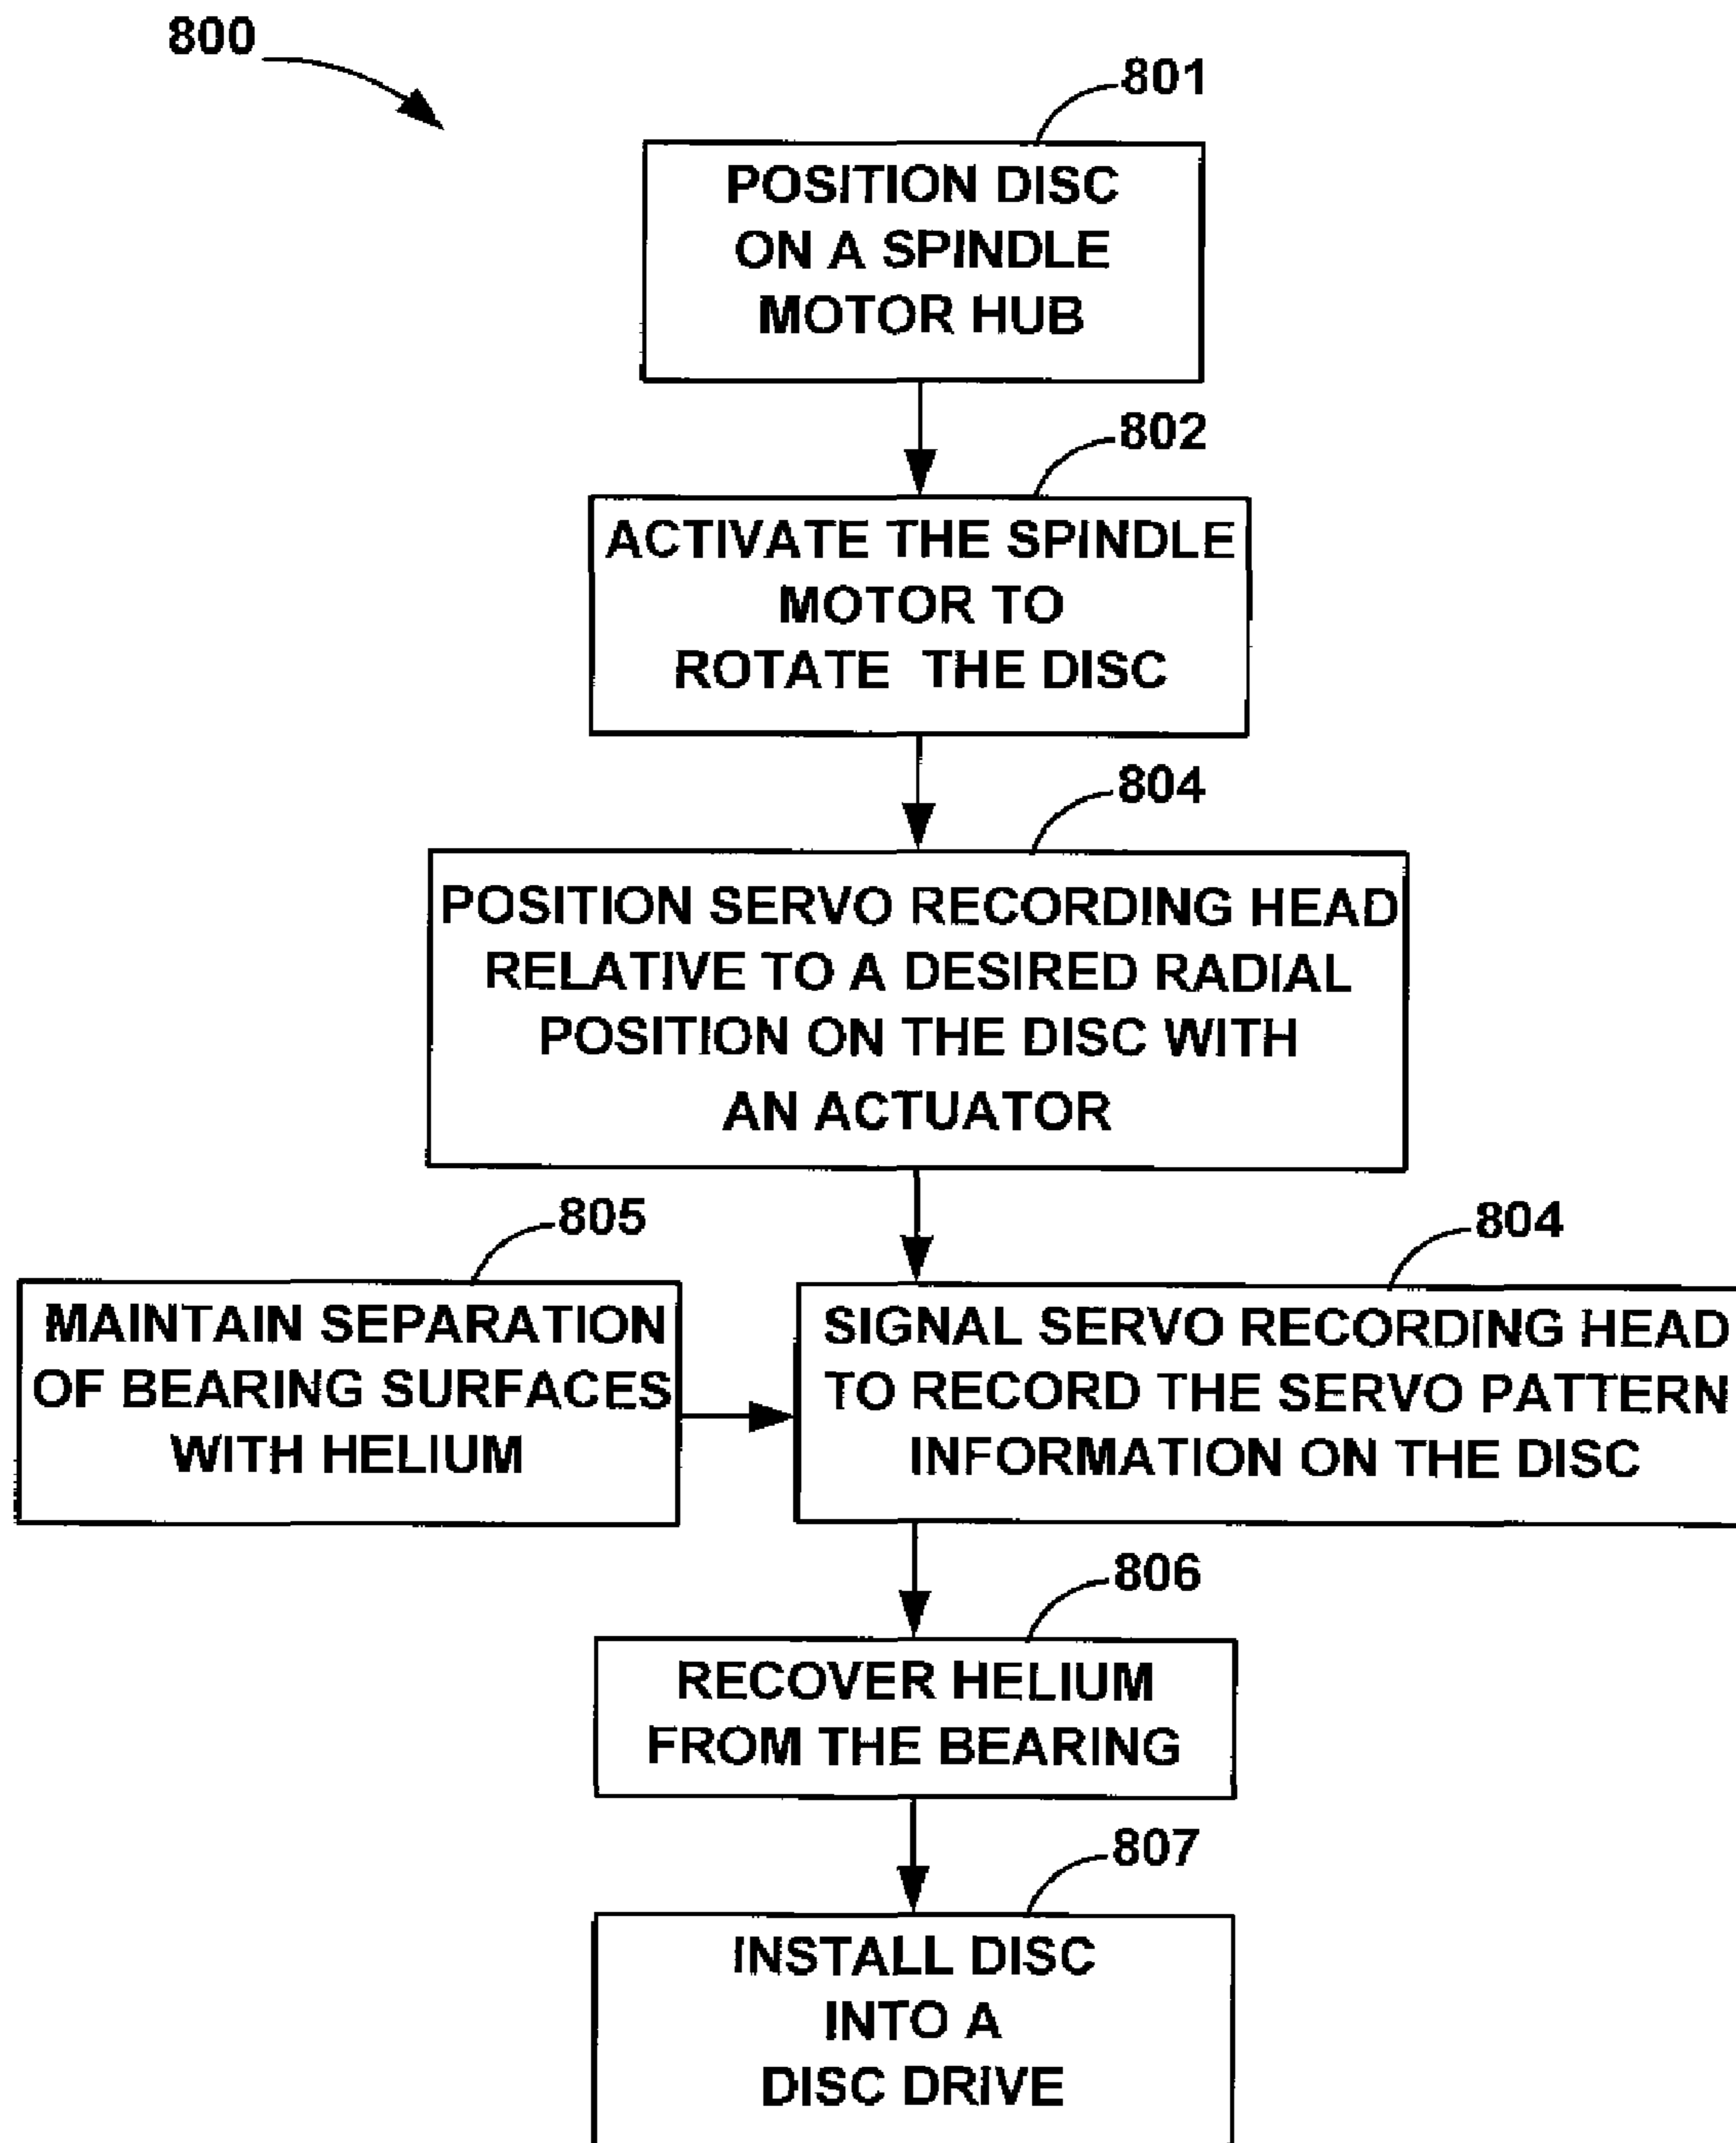 800
801
POSITION DISC
ON A SPINDLE
MOTOR HUB
802
ACTIVATE THE SPINDLE
MOTOR TO
ROTATE THE DISC
804
POSITION SERVO RECORDING HEAD
RELATIVE TO A DESIRED RADIAL
POSITION ON THE DISC WITH
AN ACTUATOR
805
MAINTAIN SEPARATION
OF BEARING SURFACES
WITH HELIUM
804
SIGNAL SERVO RECORDING HEAD
TO RECORD THE SERVO PATTERN
INFORMATION ON THE DISC
806
RECOVER HELIUM
FROM THE BEARING
807
INSTALL DISC
INTO A
DISC DRIVE